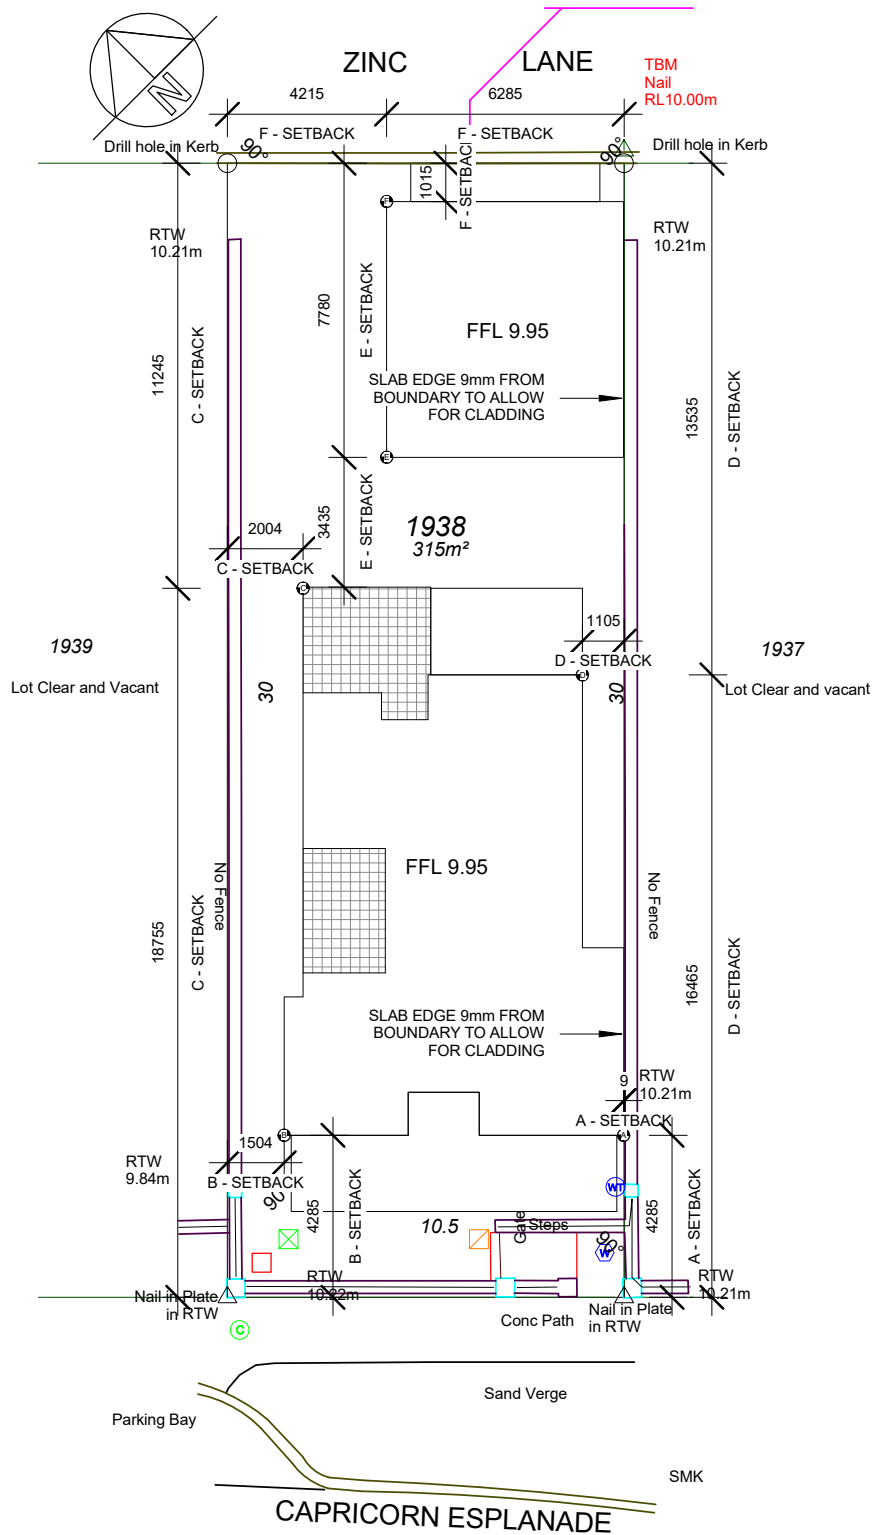 N
ZINC LANE
TBM
Nail
RL10.00m
4215
6285
F - SETBACK
F - SETBACK
Drill hole in Kerb
90°
90°
Drill hole in Kerb
1015
F - SETBACK
F
RTW
10.21m
RTW
10.21m
7780
E - SETBACK
FFL 9.95
11245
C - SETBACK
SLAB EDGE 9mm FROM
BOUNDARY TO ALLOW
FOR CLADDING
13535
D - SETBACK
E
2004
3435
E - SETBACK
1938
315m²
C - SETBACK
C
1105
1939
D - SETBACK
1937
Lot Clear and Vacant
30
D
30
Lot Clear and vacant
FFL 9.95
No Fence
No Fence
18755
C - SETBACK
16465
D - SETBACK
SLAB EDGE 9mm FROM
BOUNDARY TO ALLOW
FOR CLADDING
9
RTW
10.21m
A - SETBACK
B
A
1504
RTW
9.84m
B - SETBACK
90°
4285
B - SETBACK
WT
10.5
Gate
Steps
4285
A - SETBACK
90°
W
RTW
10.22m
RTW
10.21m
Nail in Plate
in RTW
Nail in Plate
in RTW
C
Conc Path
Sand Verge
Parking Bay
SMK
CAPRICORN ESPLANADE